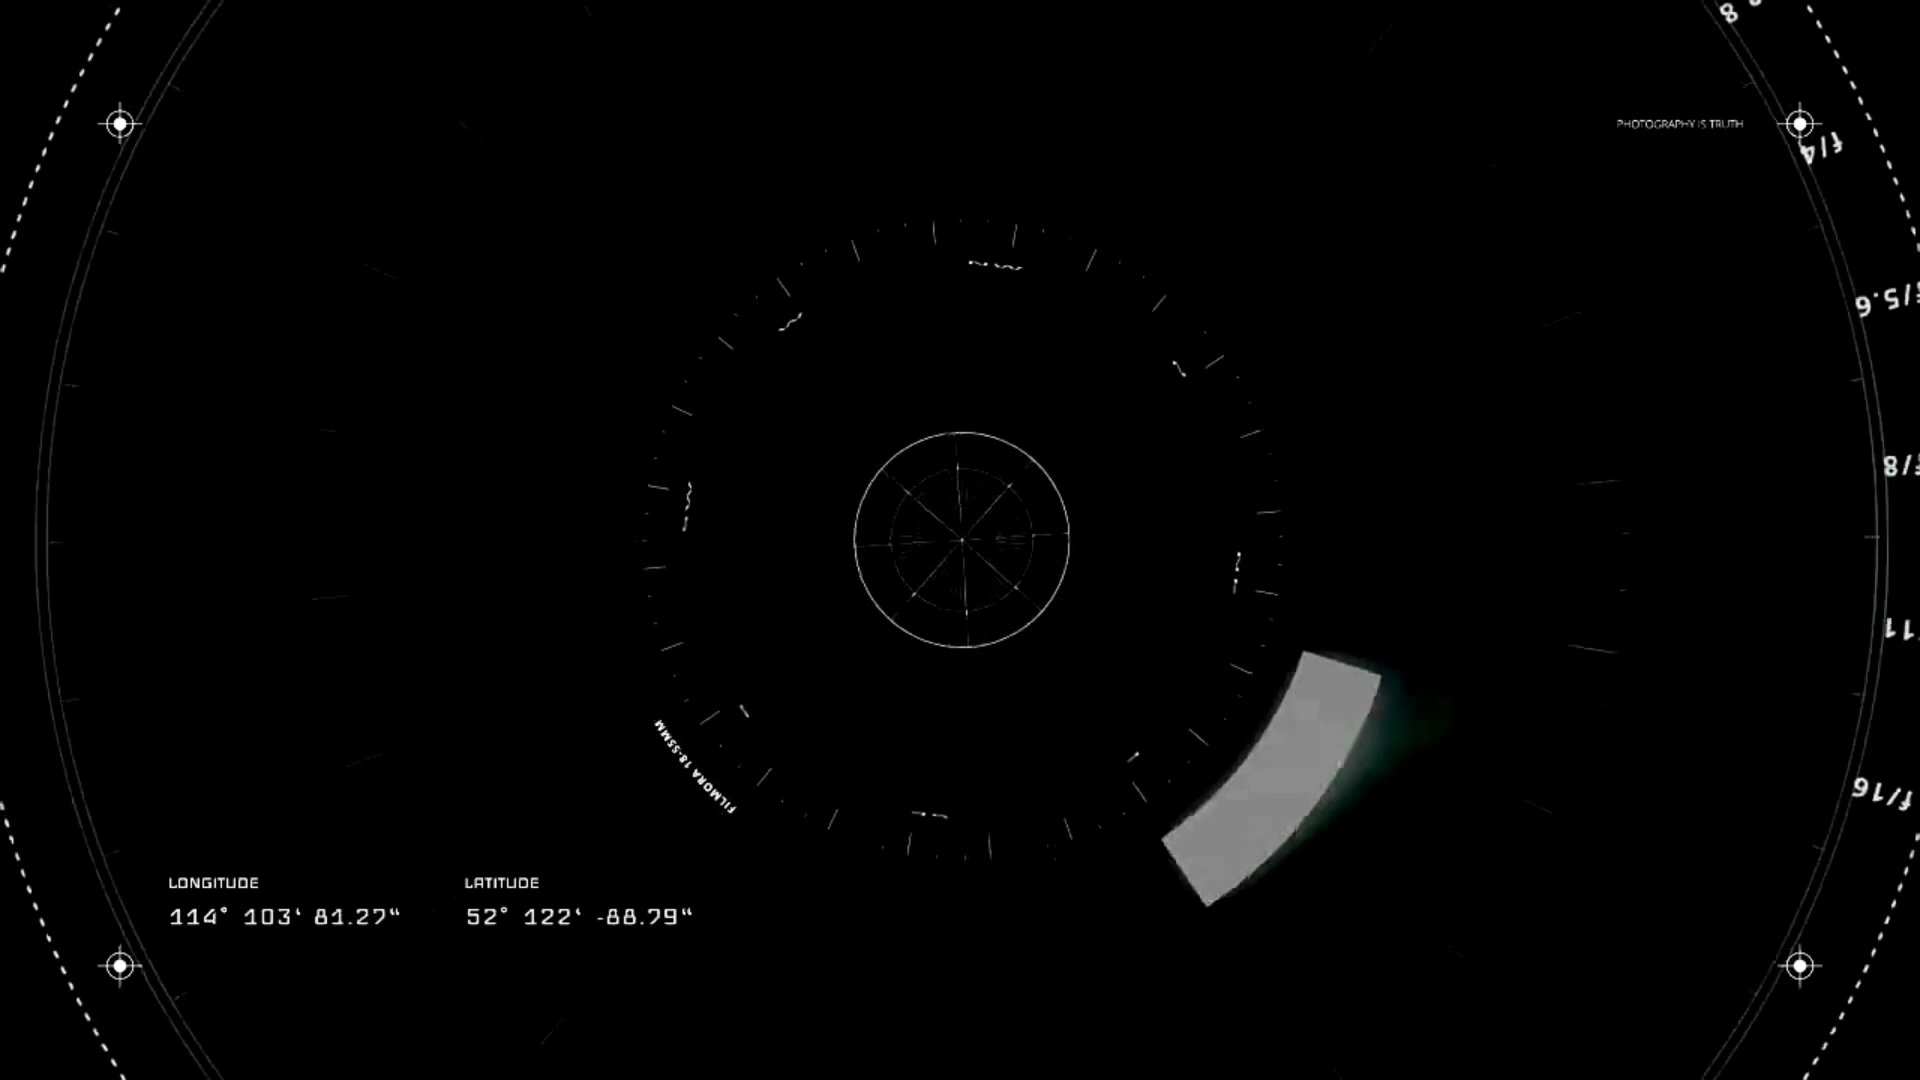 PHOTOGRAPHY IS TRUTH
f/4
f/5.6
f/8
11
f/16
FILMORA 18-55MM
LONGITUDE
114° 103' 81.27"
LATITUDE
52° 122' -88.79"